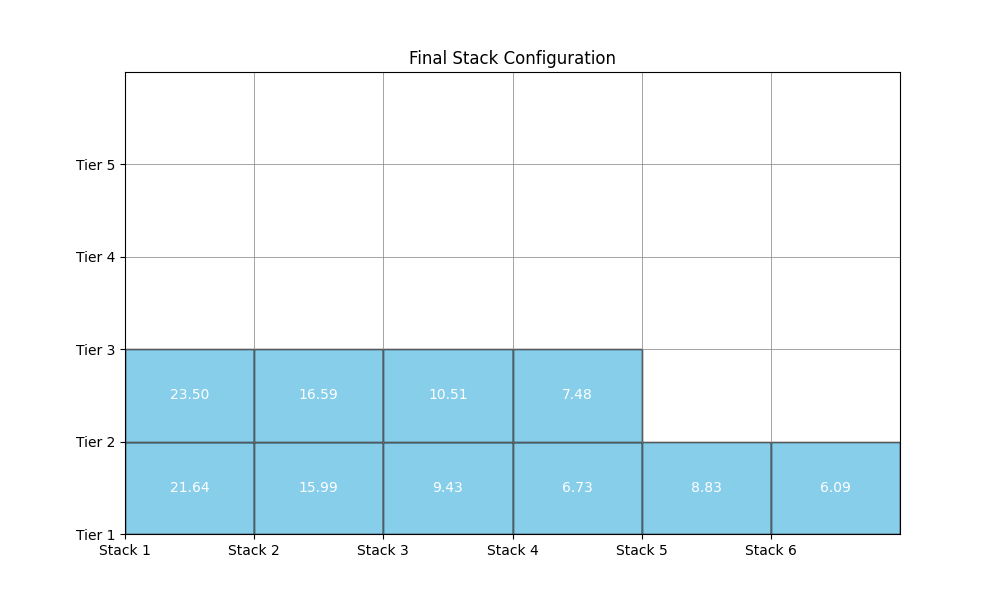 Final Stack Configuration
Tier 5
Tier 4
Tier 3
23.50 16.59 10.51 7.48
Tier 2
21.64 15.99 9.43 6.73 8.83 6.09
Tier 1
Stack 1 Stack 2 Stack 3 Stack 4 Stack 5 Stack 6